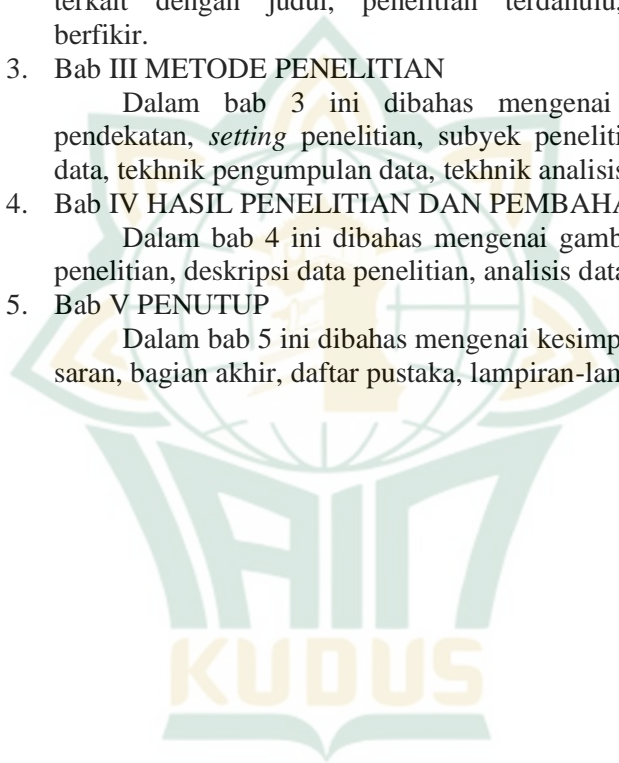 terkait dengan judul, penelitian terdahulu,
berfikir.
3. Bab III METODE PENELITIAN
Dalam bab 3 ini dibahas mengenai
pendekatan, setting penelitian, subyek peneliti
data, tekhnik pengumpulan data, tekhnik analisis
4. Bab IV HASIL PENELITIAN DAN PEMBAHA
Dalam bab 4 ini dibahas mengenai gamb
penelitian, deskripsi data penelitian, analisis data
5. Bab V PENUTUP
Dalam bab 5 ini dibahas mengenai kesimp
saran, bagian akhir, daftar pustaka, lampiran-lam
IAIN
KUDUS